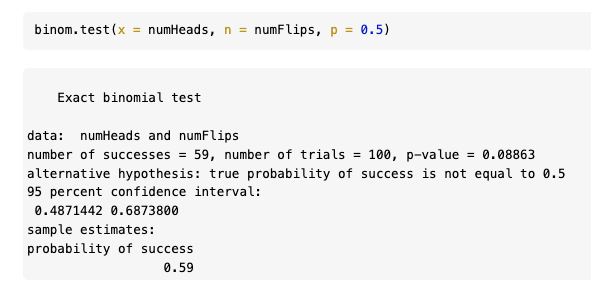 binom.test(x = numHeads, n = numFlips, p = 0.5)
Exact binomial test
data:  numHeads and numFlips
number of successes = 59, number of trials = 100, p-value = 0.08863
alternative hypothesis: true probability of success is not equal to 0.5
95 percent confidence interval:
0.4871442 0.6873800
sample estimates:
probability of success
0.59